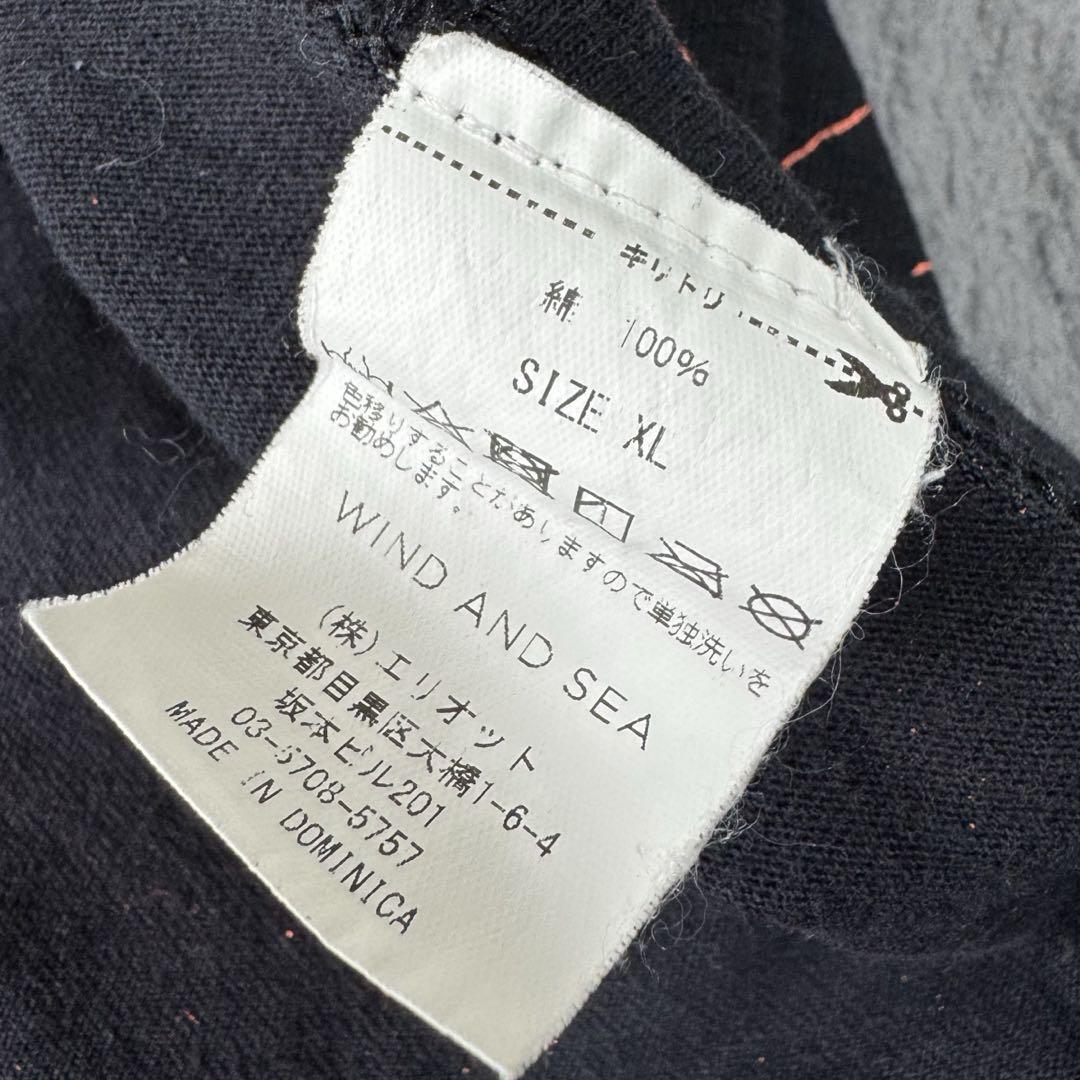 キリトリ
綿 100%
SIZE XL
色移りすることがありますので単独洗いを
お勧めします。
WIND AND SEA
(株)エリオット
東京都目黒区大橋1-6-4
坂本ビル201
03-5708-5757
MADE IN DOMINICA